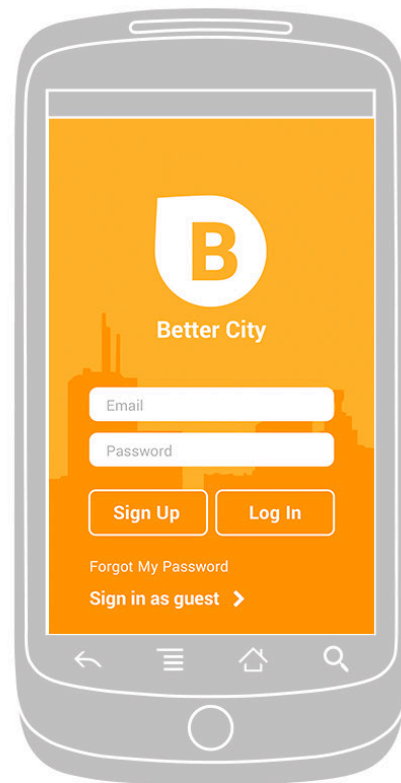 B
Better City
Email
Password
Sign Up Log In
Forgot My Password
Sign in as guest